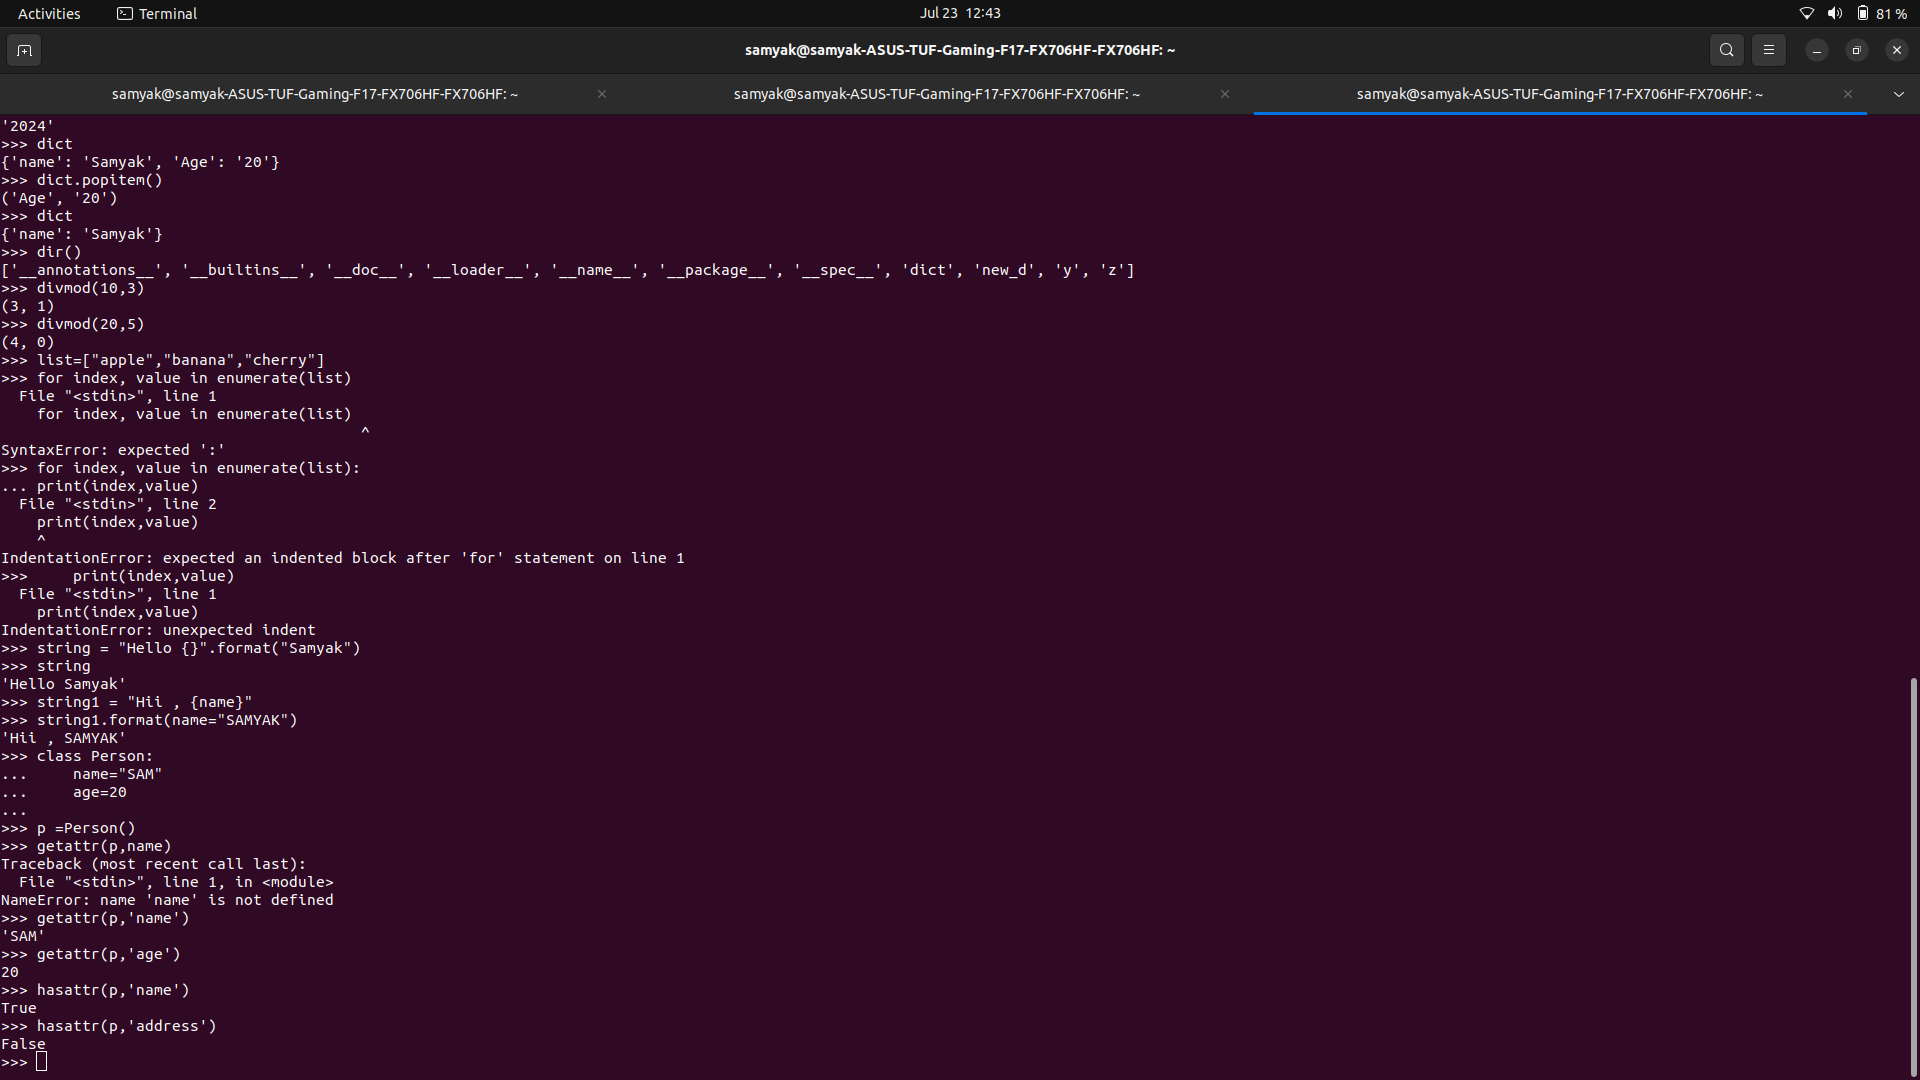 Activities Terminal Jul 23 12:43 81 %
samyak@samyak-ASUS-TUF-Gaming-F17-FX706HF-FX706HF: ~
samyak@samyak-ASUS-TUF-Gaming-F17-FX706HF-FX706HF: ~ × samyak@samyak-ASUS-TUF-Gaming-F17-FX706HF-FX706HF: ~ × samyak@samyak-ASUS-TUF-Gaming-F17-FX706HF-FX706HF: ~ ×
'2024'
>>> dict
{'name': 'Samyak', 'Age': '20'}
>>> dict.popitem()
('Age', '20')
>>> dict
{'name': 'Samyak'}
>>> dir()
['__annotations__', '__builtins__', '__doc__', '__loader__', '__name__', '__package__', '__spec__', 'dict', 'new_d', 'y', 'z']
>>> divmod(10,3)
(3, 1)
>>> divmod(20,5)
(4, 0)
>>> list=["apple","banana","cherry"]
>>> for index, value in enumerate(list)
  File "<stdin>", line 1
    for index, value in enumerate(list)
                                        ^
SyntaxError: expected ':'
>>> for index, value in enumerate(list):
... print(index,value)
  File "<stdin>", line 2
    print(index,value)
    ^
IndentationError: expected an indented block after 'for' statement on line 1
>>>     print(index,value)
  File "<stdin>", line 1
    print(index,value)
IndentationError: unexpected indent
>>> string = "Hello {}".format("Samyak")
>>> string
'Hello Samyak'
>>> string1 = "Hii , {name}"
>>> string1.format(name="SAMYAK")
'Hii , SAMYAK'
>>> class Person:
...     name="SAM"
...     age=20
...
>>> p =Person()
>>> getattr(p,name)
Traceback (most recent call last):
  File "<stdin>", line 1, in <module>
NameError: name 'name' is not defined
>>> getattr(p,'name')
'SAM'
>>> getattr(p,'age')
20
>>> hasattr(p,'name')
True
>>> hasattr(p,'address')
False
>>>